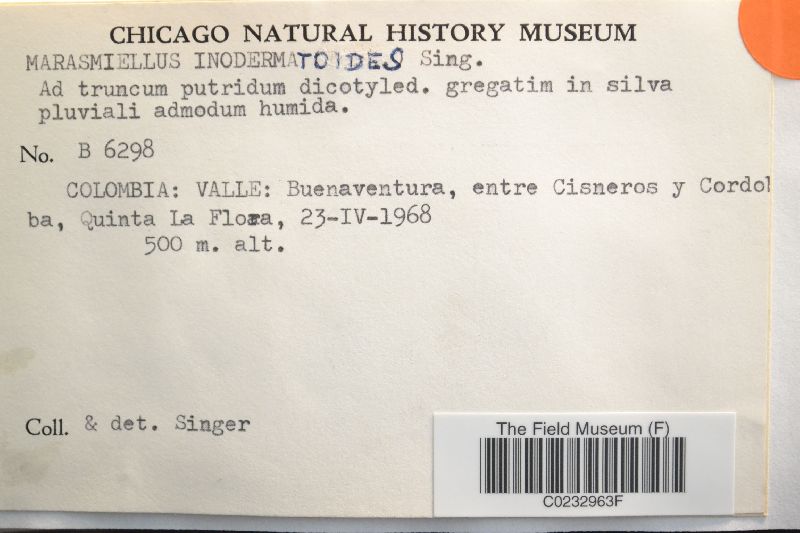 CHICAGO NATURAL HISTORY MUSEUM
MARASMIELLUS INODERMATOIDES Sing.
Ad truncum putridum dicotyled. gregatim in silva
pluviali admodum humida.
No. B 6298
COLOMBIA: VALLE: Buenaventura, entre Cisneros y Cordo
ba, Quinta La Flora, 23-IV-1968
500 m. alt.
Coll. & det. Singer
The Field Museum (F)
C0232963F